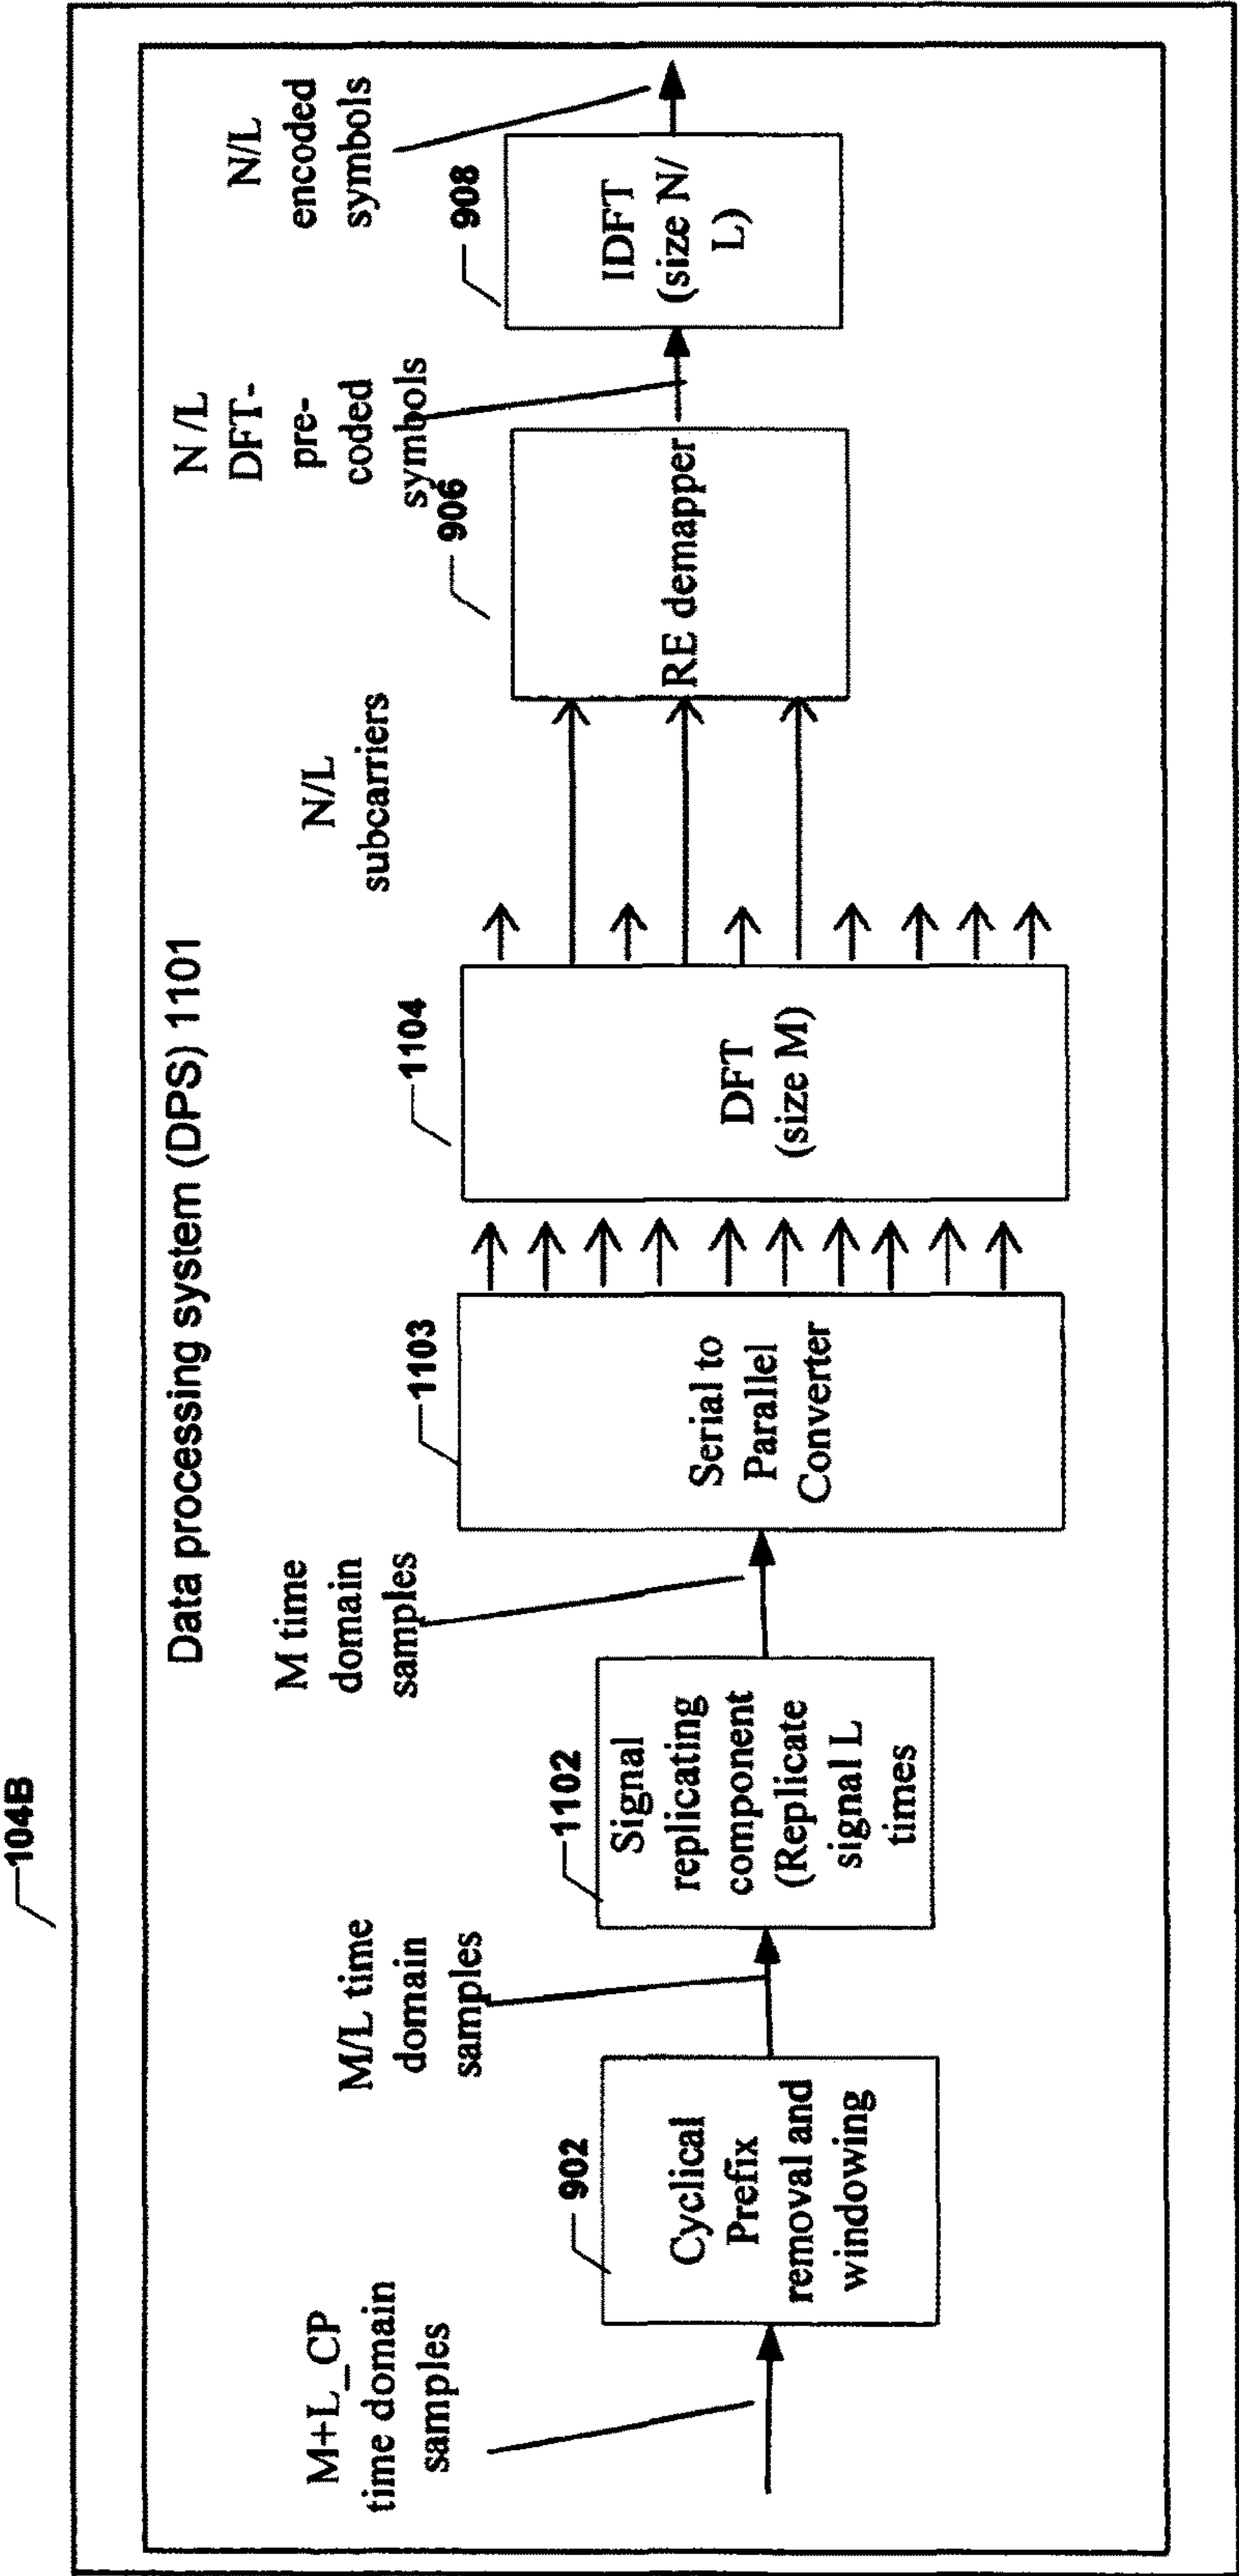 104B
Data processing system (DPS) 1101
M+L_CP
time domain
samples
902
Cyclical
Prefix
removal and
windowing
M/L time
domain
samples
1102
Signal
replicating
component
(Replicate
signal L
times
M time
domain
samples
1103
Serial to
Parallel
Converter
1104
DFT
(size M)
N/L
subcarriers
906
RE demapper
N /L
DFT-
pre-
coded
symbols
908
IDFT
(size N/
L)
N/L
encoded
symbols